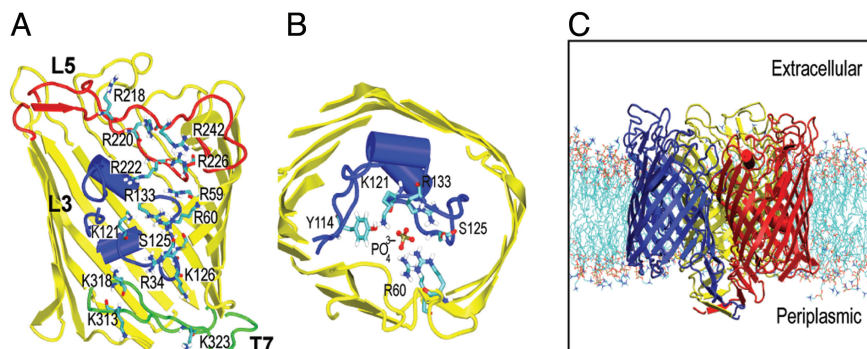 A
L5
R218
R220
R242
R222
R226
R133
R59
L3
R60
K121
S125
R34
K126
K318
K313
K323
T7
B
K121
R133
Y114
S125
PO₄³⁻
R60
C
Extracellular
Periplasmic